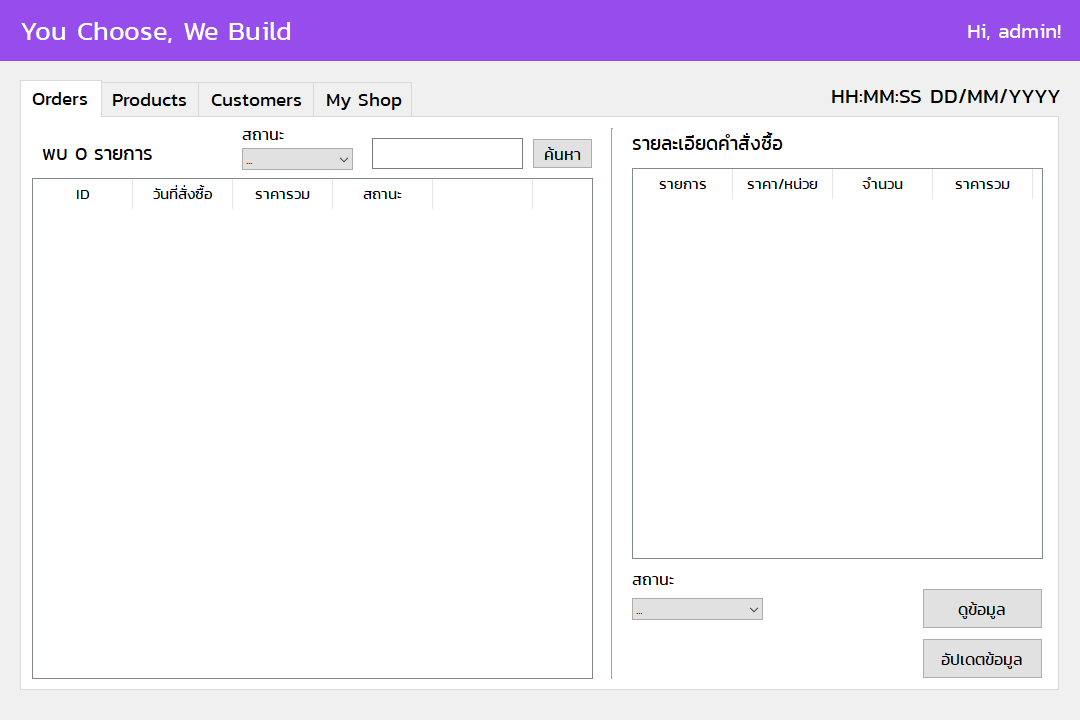 You Choose, We Build
Hi, admin!
Orders
Products
Customers
My Shop
HH:MM:SS DD/MM/YYYY
พบ 0 รายการ
สถานะ
...
ค้นหา
ID
วันที่สั่งซื้อ
ราคารวม
สถานะ
รายละเอียดคำสั่งซื้อ
รายการ
ราคา/หน่วย
จำนวน
ราคารวม
สถานะ
...
ดูข้อมูล
อัปเดตข้อมูล